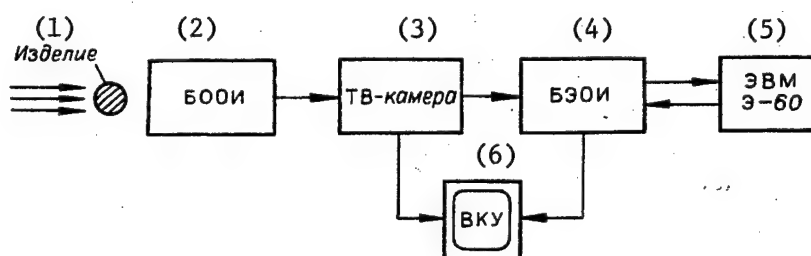 (1) (2) (3) (4) (5)
Изделие
БООИ ТВ-камера БЭОИ ЭВМ
Э-60
(6)
ВКУ